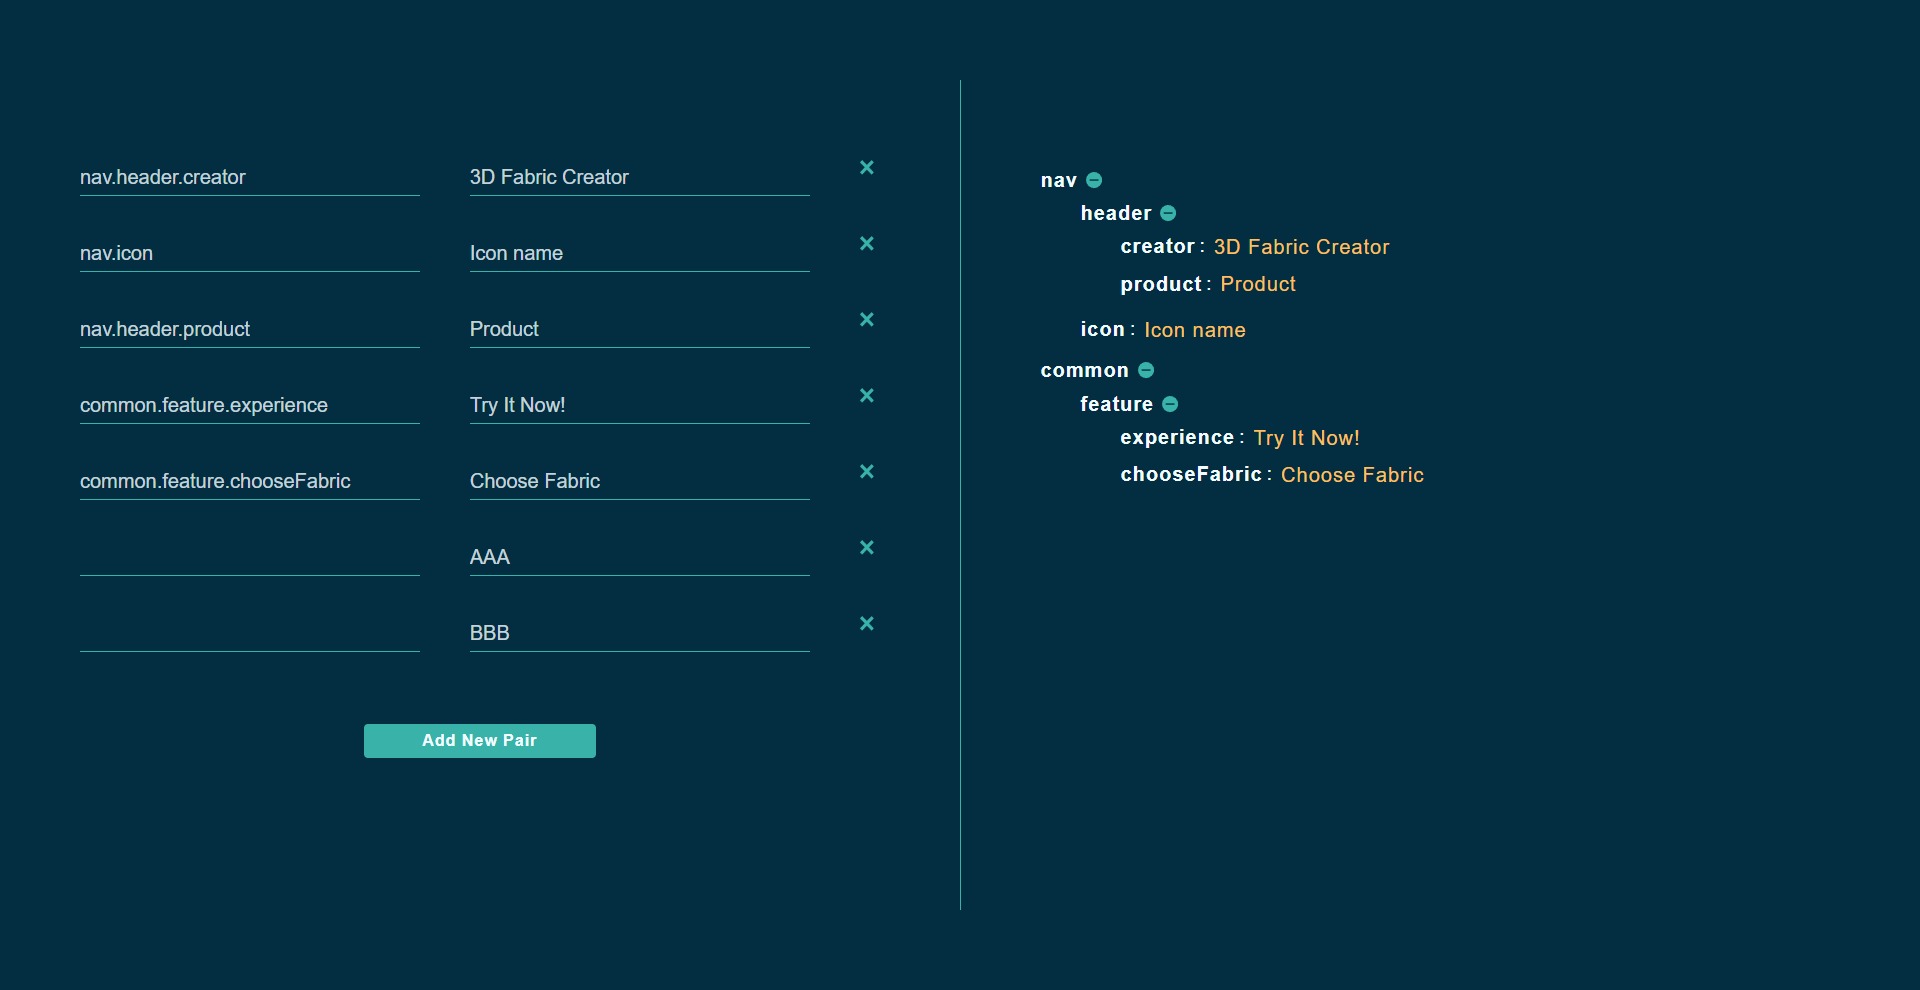 nav.header.creator 3D Fabric Creator ×
nav.icon Icon name ×
nav.header.product Product ×
common.feature.experience Try It Now! ×
common.feature.chooseFabric Choose Fabric ×
AAA ×
BBB ×
Add New Pair
nav
header
creator : 3D Fabric Creator
product : Product
icon : Icon name
common
feature
experience : Try It Now!
chooseFabric : Choose Fabric